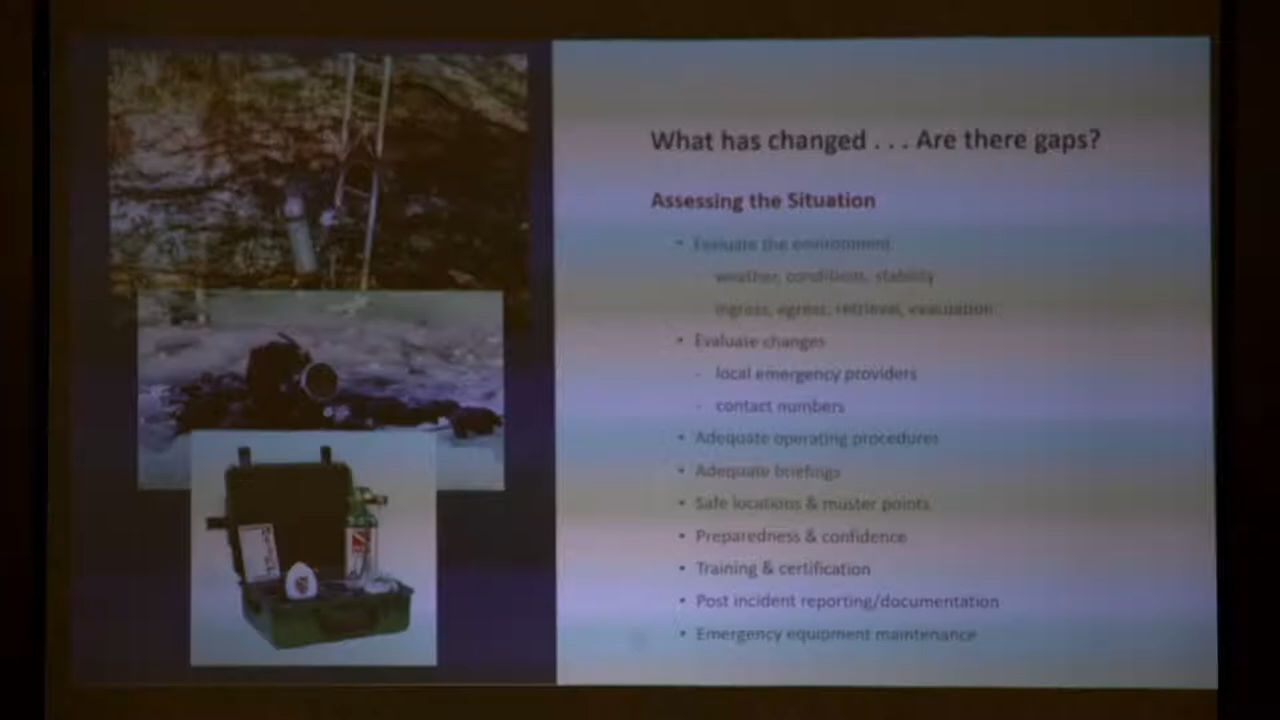 What has changed . . . Are there gaps?
Assessing the Situation
• Evaluate the environment
weather, conditions, stability
ingress, egress, retrieval, evacuation
• Evaluate changes
- local emergency providers
- contact numbers
• Adequate operating procedures
• Adequate briefings
• Safe locations & muster points
• Preparedness & confidence
• Training & certification
• Post incident reporting/documentation
• Emergency equipment maintenance